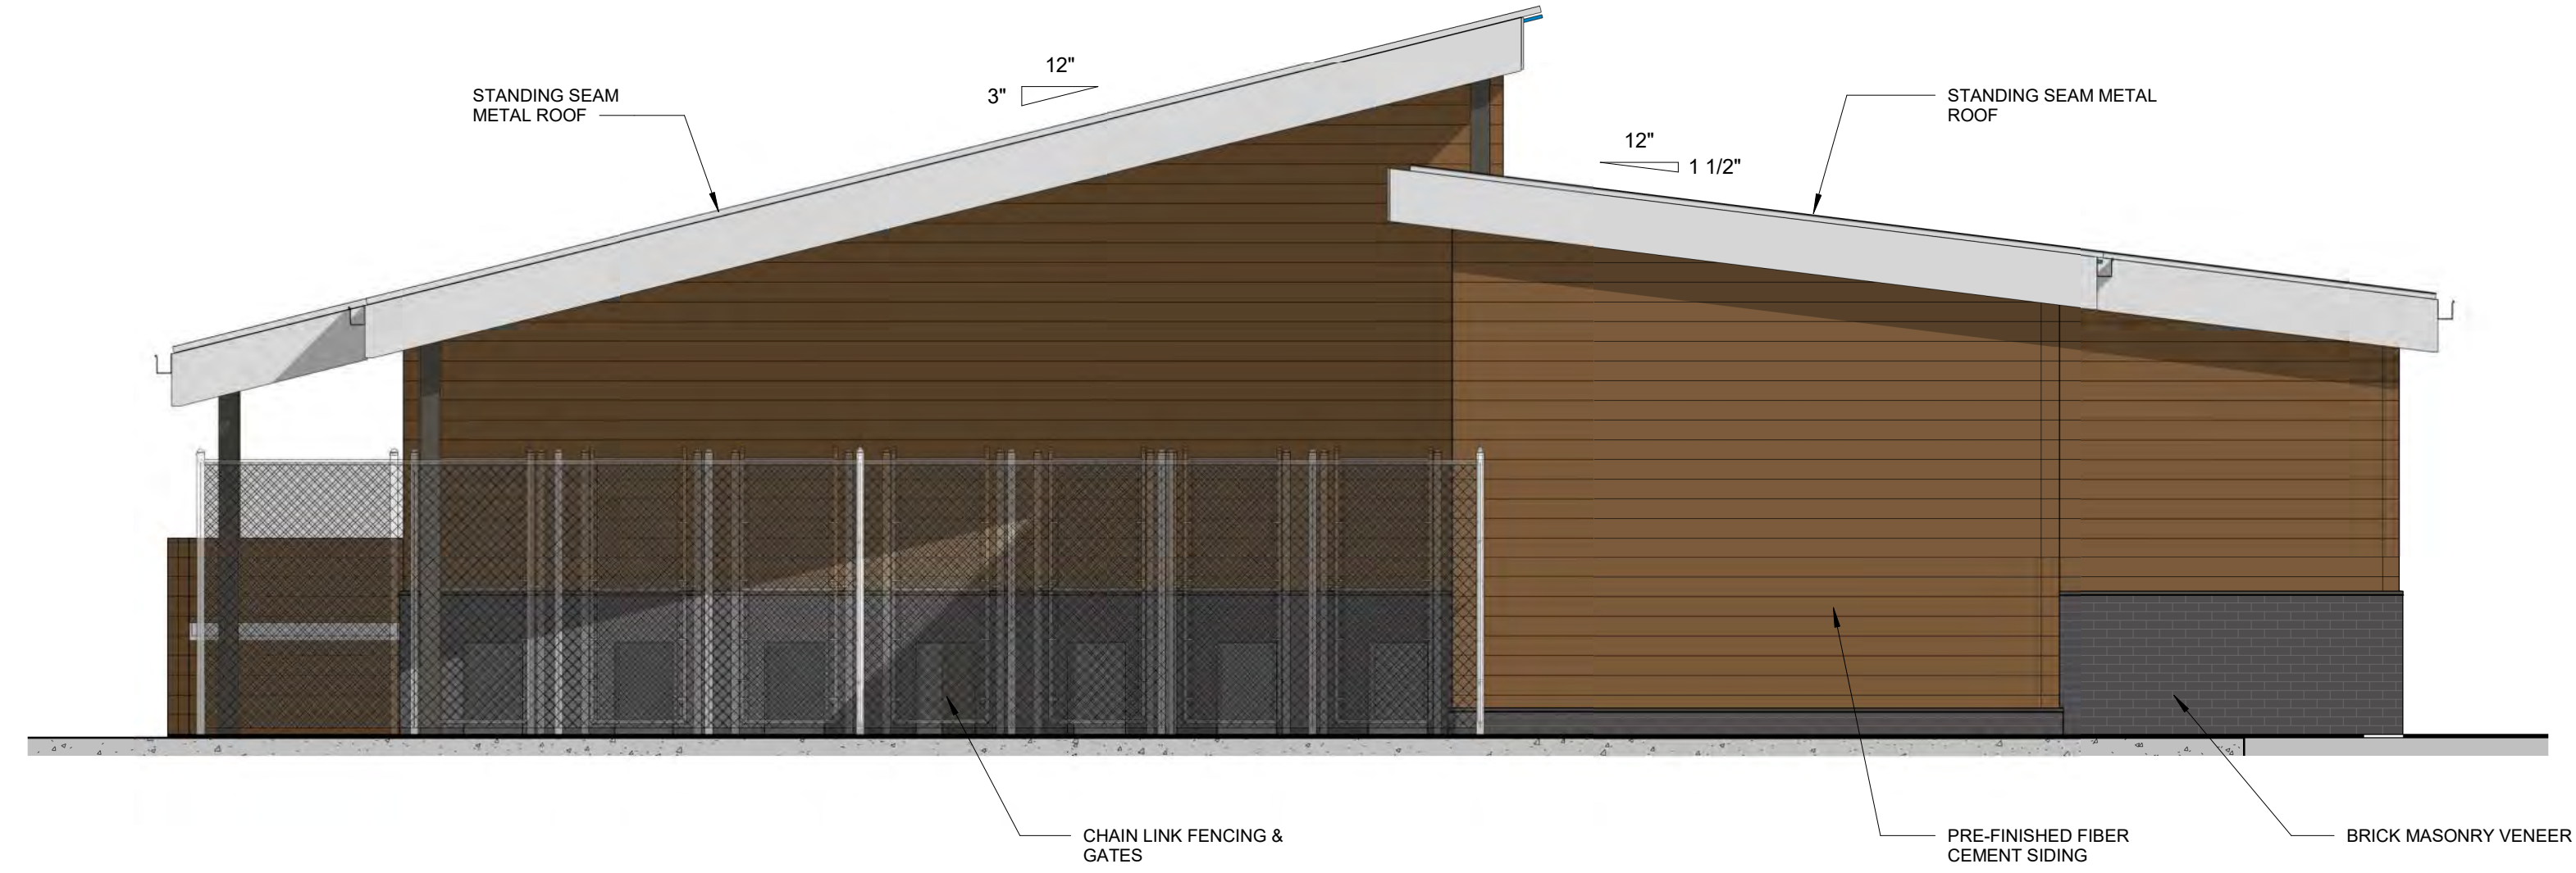 12"
3"
STANDING SEAM
METAL ROOF
STANDING SEAM METAL
ROOF
12"
1 1/2"
CHAIN LINK FENCING &
GATES
PRE-FINISHED FIBER
CEMENT SIDING
BRICK MASONRY VENEER